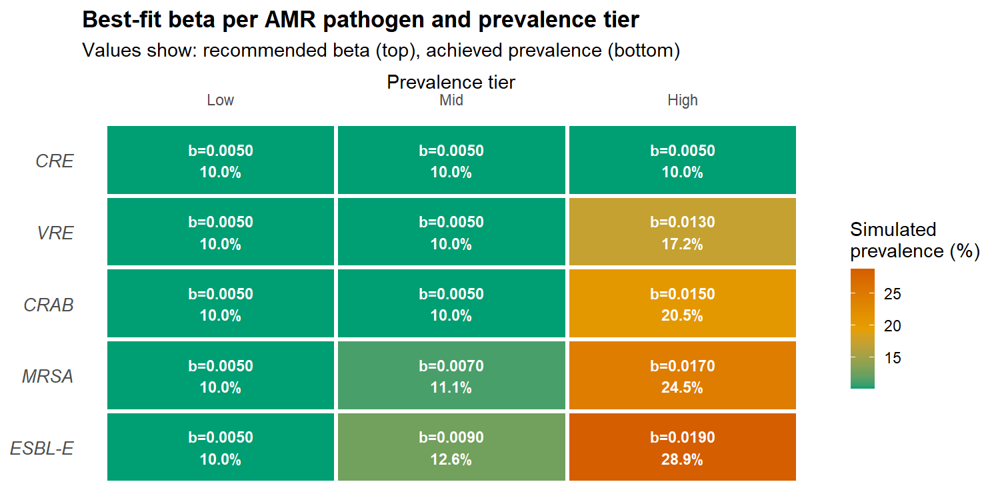 Best-fit beta per AMR pathogen and prevalence tier
Values show: recommended beta (top), achieved prevalence (bottom)
Prevalence tier
Low Mid High
CRE
b=0.0050 b=0.0050 b=0.0050
10.0% 10.0% 10.0%
VRE
b=0.0050 b=0.0050 b=0.0130
10.0% 10.0% 17.2%
CRAB
b=0.0050 b=0.0050 b=0.0150
10.0% 10.0% 20.5%
MRSA
b=0.0050 b=0.0070 b=0.0170
10.0% 11.1% 24.5%
ESBL-E
b=0.0050 b=0.0090 b=0.0190
10.0% 12.6% 28.9%
Simulated
prevalence (%)
25
20
15